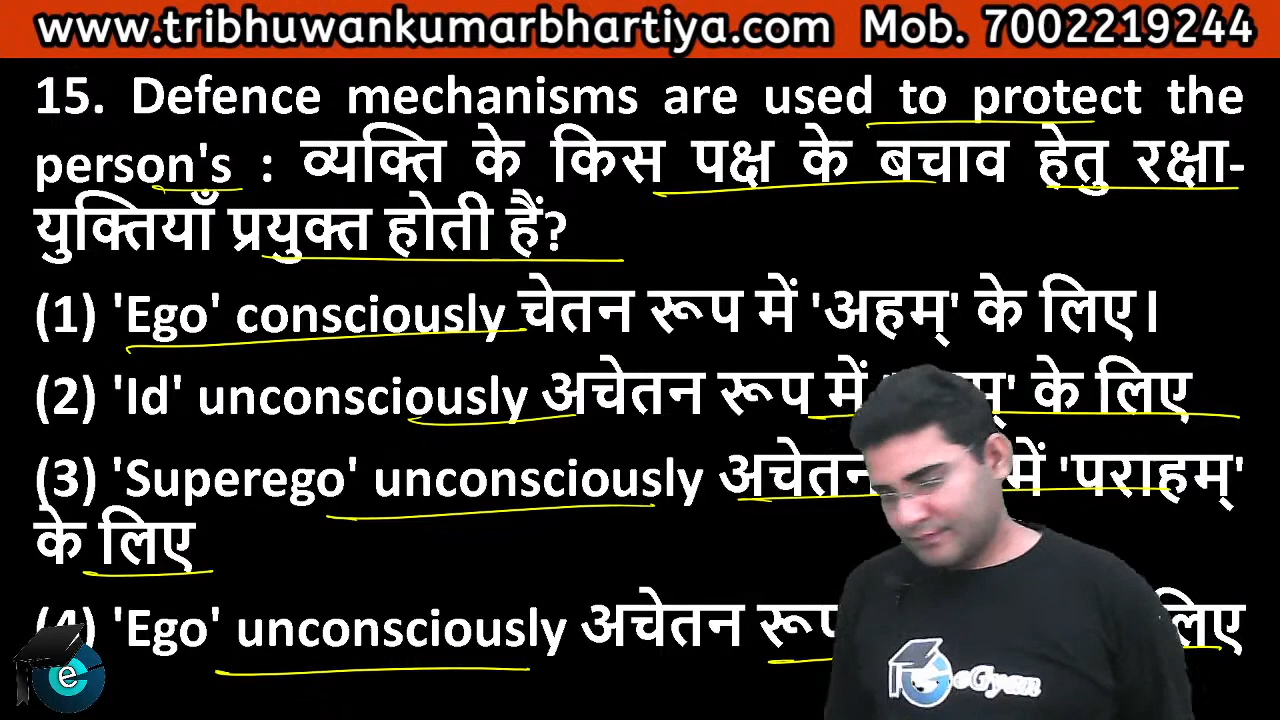 www.tribhuwankumarbhartiya.com Mob. 7002219244
15. Defence mechanisms are used to protect the
person's : व्यक्ति के किस पक्ष के बचाव हेतु रक्षा-
युक्तियाँ प्रयुक्त होती हैं?
(1) 'Ego' consciously चेतन रूप में 'अहम्' के लिए।
(2) 'Id' unconsciously अचेतन रूप में के लिए
(3) 'Superego' unconsciously अचेतन में 'पराहम्'
के लिए
(4) 'Ego' unconsciously अचेतन रूप लिए
e
eGyan